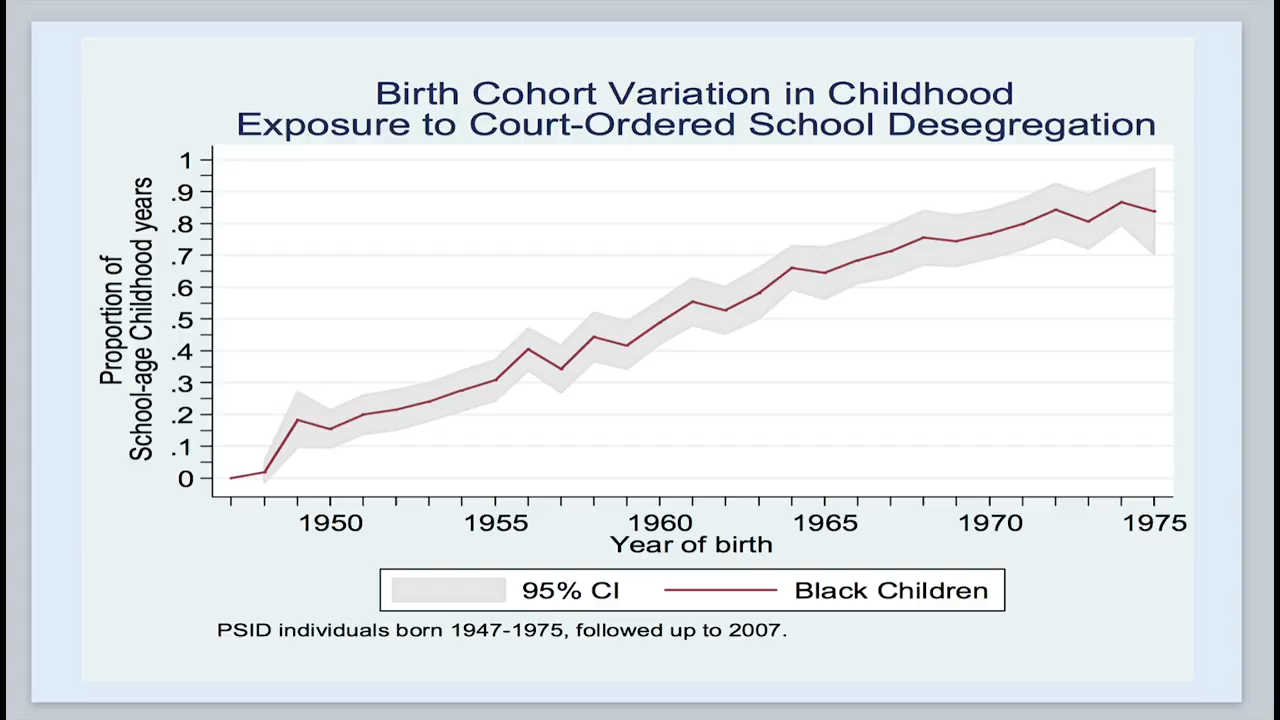 Birth Cohort Variation in Childhood
Exposure to Court-Ordered School Desegregation
Proportion of
School-age Childhood years
1
.9
.8
.7
.6
.5
.4
.3
.2
.1
0
1950 1955 1960 1965 1970 1975
Year of birth
95% CI Black Children
PSID individuals born 1947-1975, followed up to 2007.